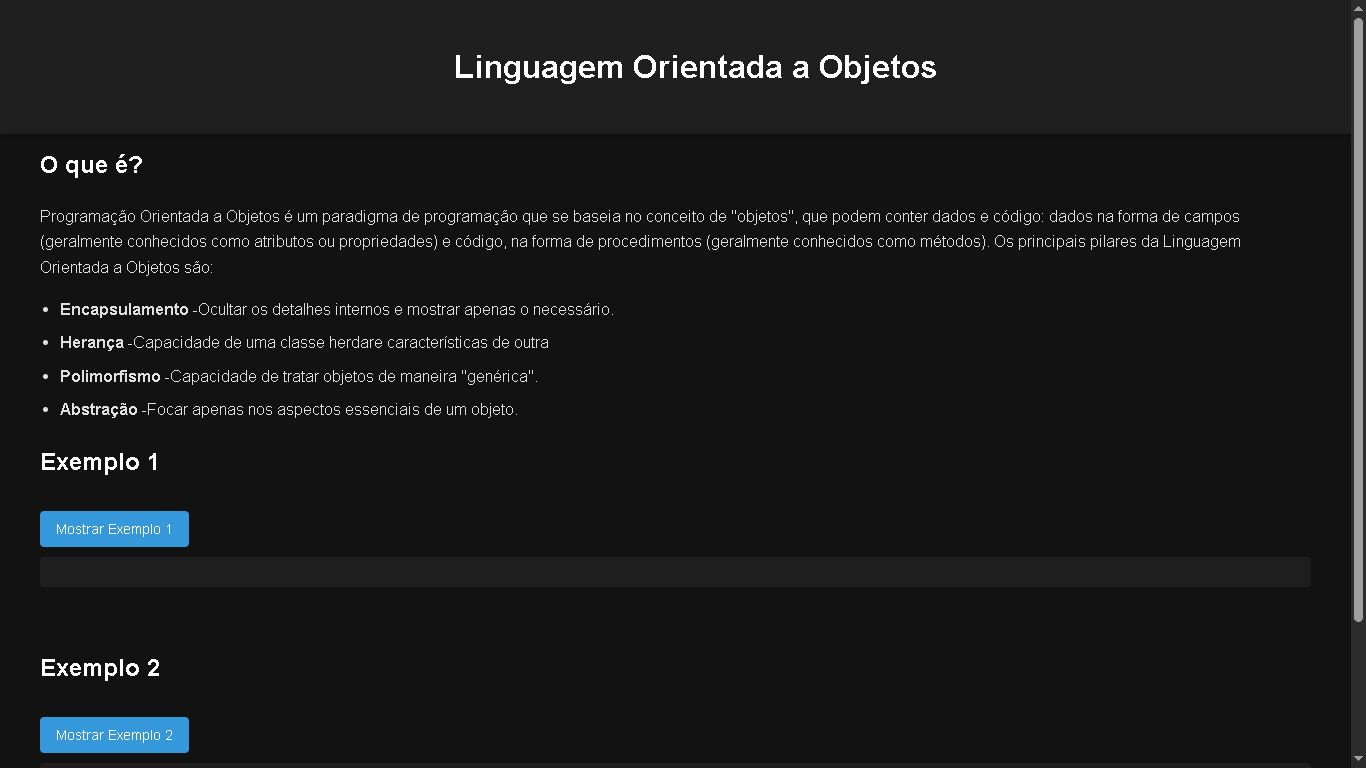 Linguagem Orientada a Objetos
O que é?
Programação Orientada a Objetos é um paradigma de programação que se baseia no conceito de "objetos", que podem conter dados e código: dados na forma de campos
(geralmente conhecidos como atributos ou propriedades) e código, na forma de procedimentos (geralmente conhecidos como métodos). Os principais pilares da Linguagem
Orientada a Objetos são:
• Encapsulamento -Ocultar os detalhes internos e mostrar apenas o necessário.
• Herança -Capacidade de uma classe herdare características de outra
• Polimorfismo -Capacidade de tratar objetos de maneira "genérica".
• Abstração -Focar apenas nos aspectos essenciais de um objeto.
Exemplo 1
Mostrar Exemplo 1
Exemplo 2
Mostrar Exemplo 2